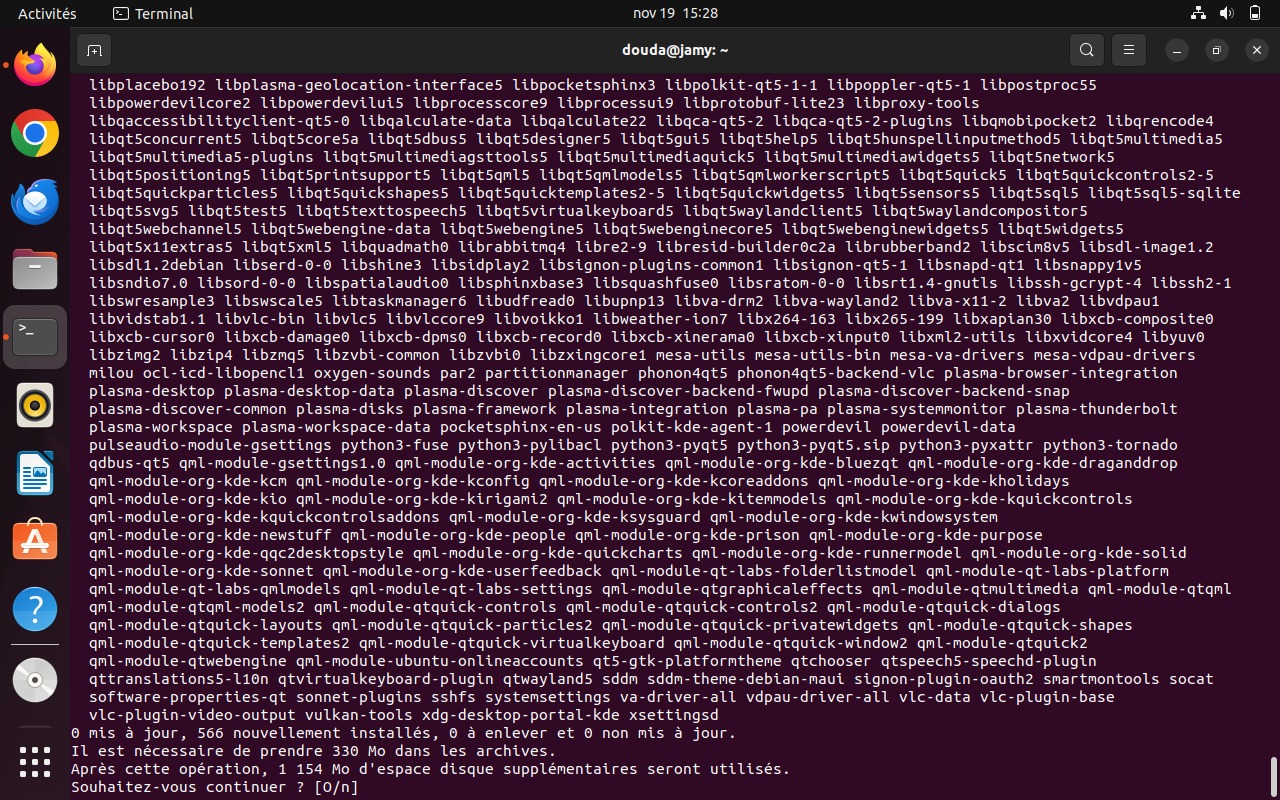 Activités Terminal nov 19 15:28
douda@jamy: ~
libplacebo192 libplasma-geolocation-interface5 libpocketsphinx3 libpolkit-qt5-1-1 libpoppler-qt5-1 libpostproc55
libpowerdevilcore2 libpowerdevilui5 libprocesscore9 libprocessui9 libprotobuf-lite23 libproxy-tools
libqaccessibilityclient-qt5-0 libqalculate-data libqalculate22 libqca-qt5-2 libqca-qt5-2-plugins libqmobipocket2 libqrencode4
libqt5concurrent5 libqt5core5a libqt5dbus5 libqt5designer5 libqt5gui5 libqt5help5 libqt5hunspellinputmethod5 libqt5multimedia5
libqt5multimedia5-plugins libqt5multimediagsttools5 libqt5multimediaquick5 libqt5multimediawidgets5 libqt5network5
libqt5positioning5 libqt5printsupport5 libqt5qml5 libqt5qmlmodels5 libqt5qmlworkerscript5 libqt5quick5 libqt5quickcontrols2-5
libqt5quickparticles5 libqt5quickshapes5 libqt5quicktemplates2-5 libqt5quickwidgets5 libqt5sensors5 libqt5sql5 libqt5sql5-sqlite
libqt5svg5 libqt5test5 libqt5texttospeech5 libqt5virtualkeyboard5 libqt5waylandclient5 libqt5waylandcompositor5
libqt5webchannel5 libqt5webengine-data libqt5webengine5 libqt5webenginecore5 libqt5webenginewidgets5 libqt5widgets5
libqt5x11extras5 libqt5xml5 libquadmath0 librabbitmq4 libre2-9 libresid-builder0c2a librubberband2 libscim8v5 libsdl-image1.2
libsdl1.2debian libserd-0-0 libshine3 libsidplay2 libsignon-plugins-common1 libsignon-qt5-1 libsnapd-qt1 libsnappy1v5
libsndio7.0 libsord-0-0 libspatialaudio0 libsphinxbase3 libsquashfuse0 libsratom-0-0 libsrt1.4-gnutls libssh-gcrypt-4 libssh2-1
libswresample3 libswscale5 libtaskmanager6 libudfread0 libupnp13 libva-drm2 libva-wayland2 libva-x11-2 libva2 libvdpau1
libvidstab1.1 libvlc-bin libvlc5 libvlccore9 libvoikko1 libweather-ion7 libx264-163 libx265-199 libxapian30 libxcb-composite0
libxcb-cursor0 libxcb-damage0 libxcb-dpms0 libxcb-record0 libxcb-xinerama0 libxcb-xinput0 libxml2-utils libxvidcore4 libyuv0
libzimg2 libzip4 libzmq5 libzvbi-common libzvbi0 libzxingcore1 mesa-utils mesa-utils-bin mesa-va-drivers mesa-vdpau-drivers
milou ocl-icd-libopencl1 oxygen-sounds par2 partitionmanager phonon4qt5 phonon4qt5-backend-vlc plasma-browser-integration
plasma-desktop plasma-desktop-data plasma-discover plasma-discover-backend-fwupd plasma-discover-backend-snap
plasma-discover-common plasma-disks plasma-framework plasma-integration plasma-pa plasma-systemmonitor plasma-thunderbolt
plasma-workspace plasma-workspace-data pocketsphinx-en-us polkit-kde-agent-1 powerdevil powerdevil-data
pulseaudio-module-gsettings python3-fuse python3-pylibacl python3-pyqt5 python3-pyqt5.sip python3-pyxattr python3-tornado
qdbus-qt5 qml-module-gsettings1.0 qml-module-org-kde-activities qml-module-org-kde-bluezqt qml-module-org-kde-draganddrop
qml-module-org-kde-kcm qml-module-org-kde-kconfig qml-module-org-kde-kcoreaddons qml-module-org-kde-kholidays
qml-module-org-kde-kio qml-module-org-kde-kirigami2 qml-module-org-kde-kitemmodels qml-module-org-kde-kquickcontrols
qml-module-org-kde-kquickcontrolsaddons qml-module-org-kde-ksysguard qml-module-org-kde-kwindowsystem
qml-module-org-kde-newstuff qml-module-org-kde-people qml-module-org-kde-prison qml-module-org-kde-purpose
qml-module-org-kde-qqc2desktopstyle qml-module-org-kde-quickcharts qml-module-org-kde-runnermodel qml-module-org-kde-solid
qml-module-org-kde-sonnet qml-module-org-kde-userfeedback qml-module-qt-labs-folderlistmodel qml-module-qt-labs-platform
qml-module-qt-labs-qmlmodels qml-module-qt-labs-settings qml-module-qtgraphicaleffects qml-module-qtmultimedia qml-module-qtqml
qml-module-qtqml-models2 qml-module-qtquick-controls qml-module-qtquick-controls2 qml-module-qtquick-dialogs
qml-module-qtquick-layouts qml-module-qtquick-particles2 qml-module-qtquick-privatewidgets qml-module-qtquick-shapes
qml-module-qtquick-templates2 qml-module-qtquick-virtualkeyboard qml-module-qtquick-window2 qml-module-qtquick2
qml-module-qtwebengine qml-module-ubuntu-onlineaccounts qt5-gtk-platformtheme qtchooser qtspeech5-speechd-plugin
qttranslations5-l10n qtvirtualkeyboard-plugin qtwayland5 sddm sddm-theme-debian-maui signon-plugin-oauth2 smartmontools socat
software-properties-qt sonnet-plugins sshfs systemsettings va-driver-all vdpau-driver-all vlc-data vlc-plugin-base
vlc-plugin-video-output vulkan-tools xdg-desktop-portal-kde xsettingsd
0 mis à jour, 566 nouvellement installés, 0 à enlever et 0 non mis à jour.
Il est nécessaire de prendre 330 Mo dans les archives.
Après cette opération, 1 154 Mo d'espace disque supplémentaires seront utilisés.
Souhaitez-vous continuer ? [O/n]